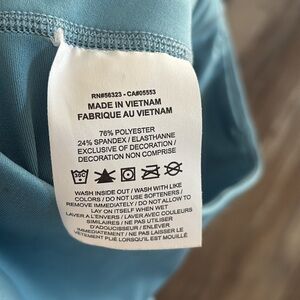 RN#56323 - CA#05553
MADE IN VIETNAM
FABRIQUE AU VIETNAM
76% POLYESTER
24% SPANDEX / ELASTHANNE
EXCLUSIVE OF DECORATION /
DECORATION NON COMPRISE
WASH INSIDE OUT / WASH WITH LIKE
COLORS / DO NOT USE SOFTENERS /
REMOVE IMMEDIATELY / DO NOT ALLOW TO
LAY ON ITSELF WHEN WET
LAVER A L'ENVERS / LAVER AVEC COULEURS
SIMILAIRES / NE PAS UTILISER
D'ADOUCISSEUR / ENLEVER
IMMEDIATEMENT / NE PAS LAISSER LE
VETEMENT PLIE LORSQU'IL EST MOUILLÉ